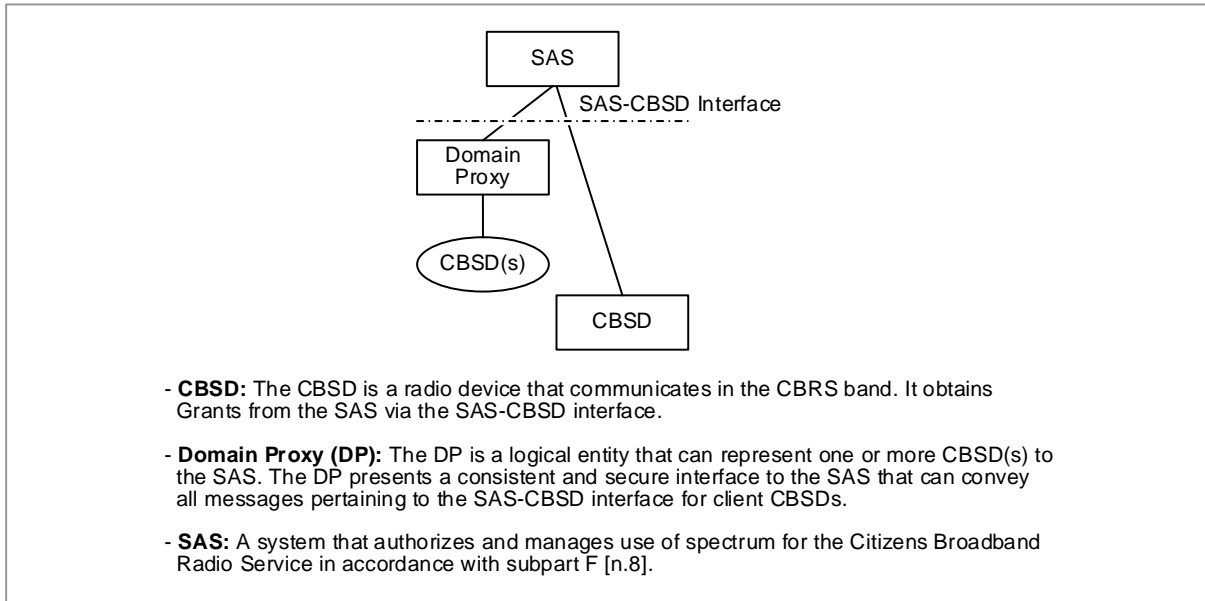 SAS
SAS-CBSD Interface
Domain
Proxy
CBSD(s)
CBSD
- CBSD: The CBSD is a radio device that communicates in the CBRS band. It obtains
Grants from the SAS via the SAS-CBSD interface.
- Domain Proxy (DP): The DP is a logical entity that can represent one or more CBSD(s) to
the SAS. The DP presents a consistent and secure interface to the SAS that can convey
all messages pertaining to the SAS-CBSD interface for client CBSDs.
- SAS: A system that authorizes and manages use of spectrum for the Citizens Broadband
Radio Service in accordance with subpart F [n.8].